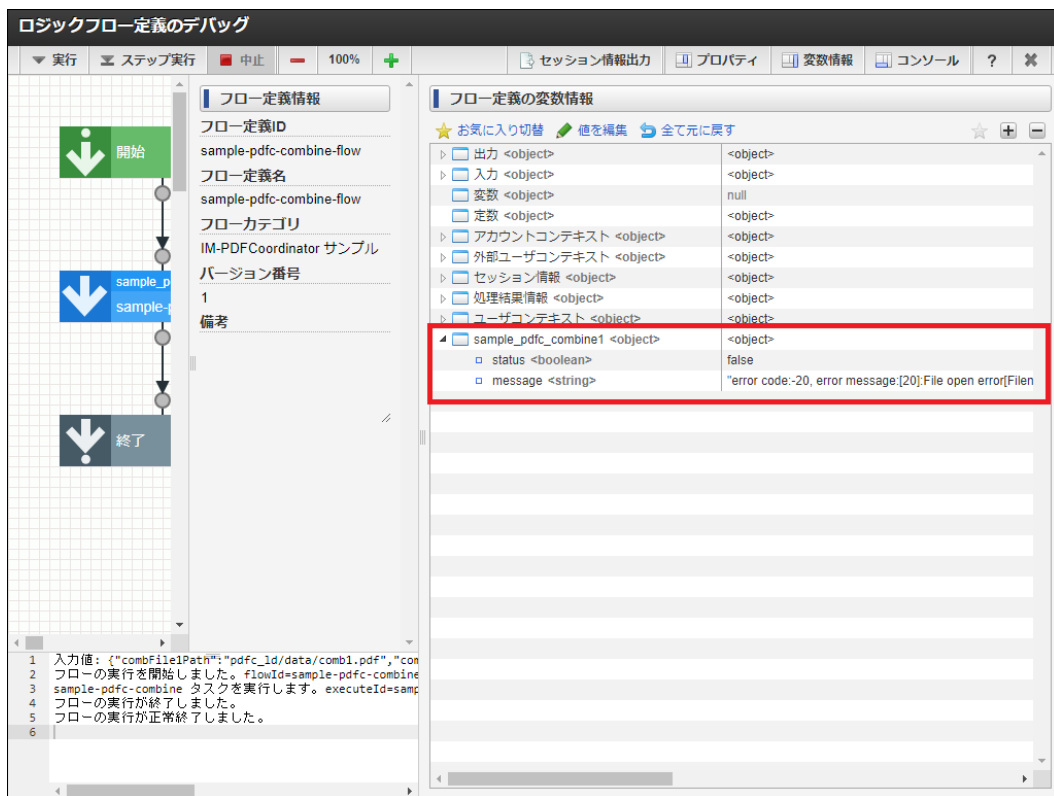 ロジックフロー定義のデバッグ
実行 ステップ実行 中止 100% セッション情報出力 プロパティ 変数情報 コンソール ?
開始
sample_p
sample-p
終了
フロー定義情報
フロー定義ID
sample-pdfc-combine-flow
フロー定義名
sample-pdfc-combine-flow
フローカテゴリ
IM-PDFCoordinator サンプル
バージョン番号
1
備考
フロー定義の変数情報
お気に入り切替 値を編集 全て元に戻す
出力 <object> <object>
入力 <object> <object>
変数 <object> null
定数 <object> <object>
アカウントコンテキスト <object> <object>
外部ユーザコンテキスト <object> <object>
セッション情報 <object> <object>
処理結果情報 <object> <object>
ユーザコンテキスト <object> <object>
sample_pdfc_combine1 <object> <object>
status <boolean> false
message <string> "error code:-20, error message:[20]:File open error[Filen
1 入力値: {"combFile1Path":"pdfc_ld/data/comb1.pdf","com
2 フローの実行を開始しました。flowId=sample-pdfc-combine
3 sample-pdfc-combine タスクを実行します。executeId=samp
4 フローの実行が終了しました。
5 フローの実行が正常終了しました。
6